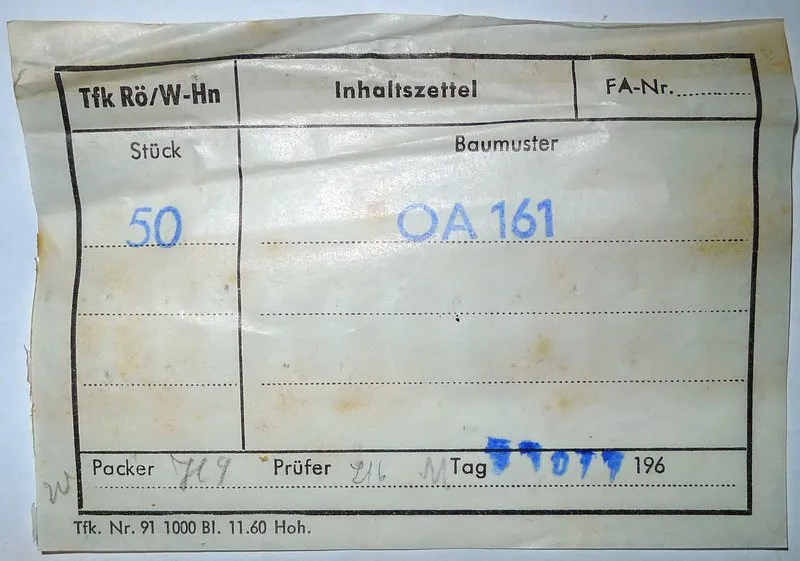 Tfk Rö/W-Hn Inhaltszettel FA-Nr.
Stück Baumuster
50 OA 161
Packer Prüfer Tag 196
Tfk. Nr. 91 1000 Bl. 11.60 Hoh.